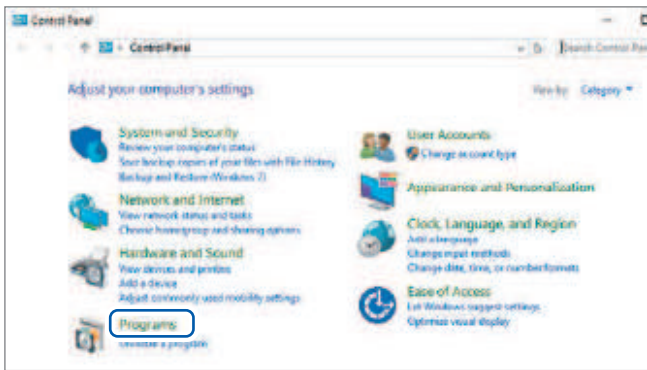 Control Panel
Control Panel
Search Control Pa
Adjust your computer's settings
View by: Category
System and Security
Review your computer's status
Save backup copies of your files with File History
Backup and Restore (Windows 7)
Network and Internet
View network status and tasks
Choose homegroup and sharing options
Hardware and Sound
View devices and printers
Add a device
Adjust commonly used mobility settings
Programs
Uninstall a program
User Accounts
Change account type
Appearance and Personalization
Clock, Language, and Region
Add a language
Change input methods
Change date, time, or number formats
Ease of Access
Let Windows suggest settings
Optimize visual display